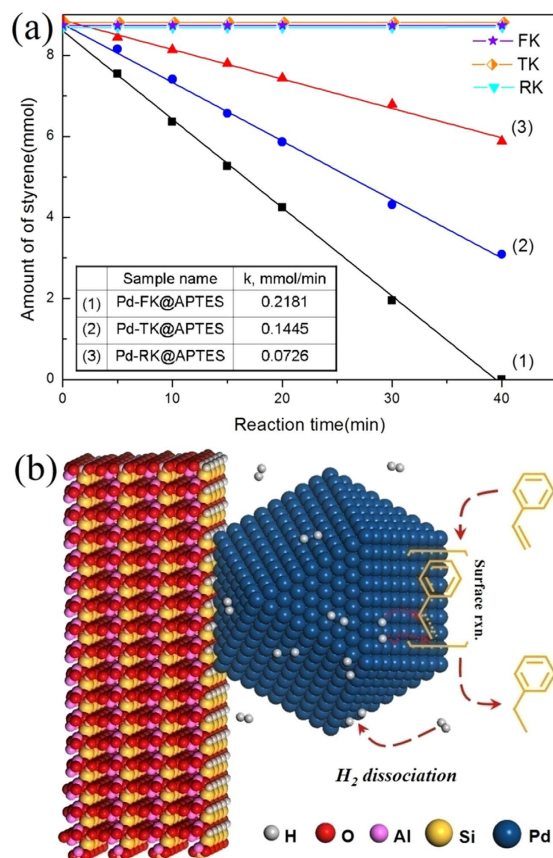 (a)
FK
TK
RK
(3)
(2)
(1)
Amount of of styrene(mmol)
8
6
4
2
0
Sample name k, mmol/min
(1) Pd-FK@APTES 0.2181
(2) Pd-TK@APTES 0.1445
(3) Pd-RK@APTES 0.0726
0 10 20 30 40
Reaction time(min)
(b)
Surface rxn.
H2 dissociation
H O Al Si Pd